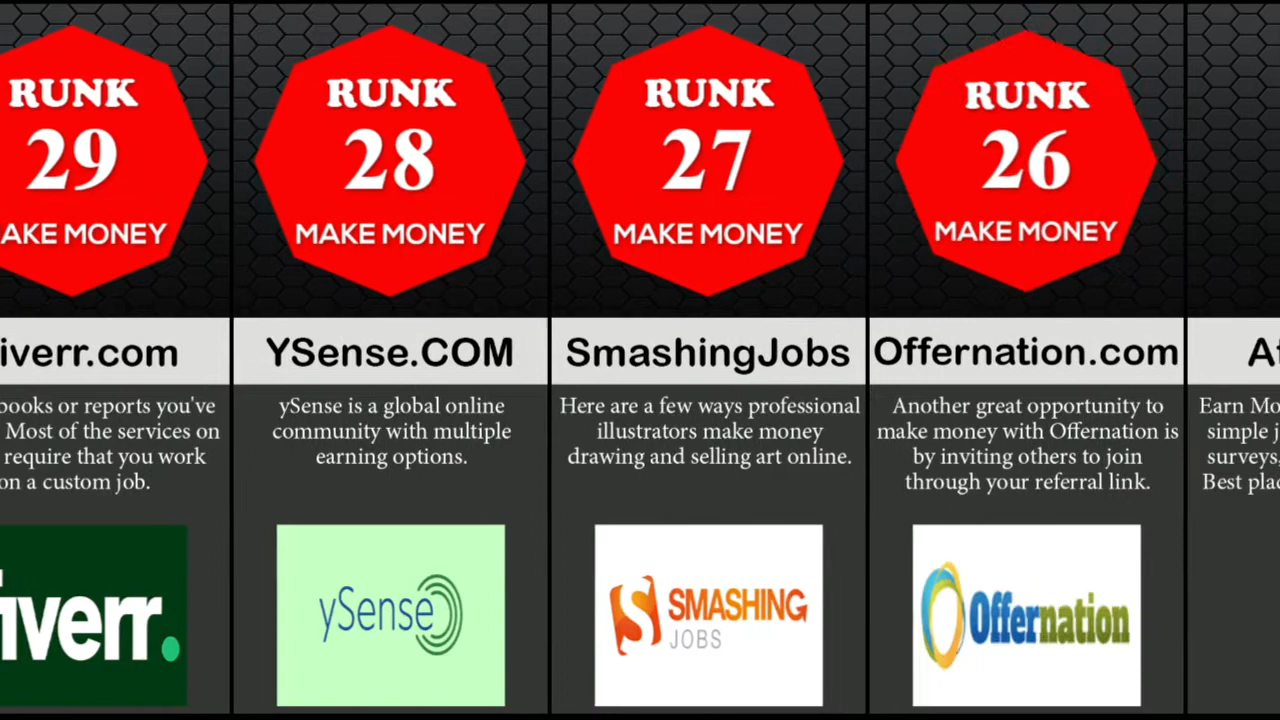 RUNK
29
AKE MONEY
iverr.com
books or reports you've
Most of the services on
require that you work
on a custom job.
iverr.
RUNK
28
MAKE MONEY
YSense.COM
ySense is a global online
community with multiple
earning options.
ySense
RUNK
27
MAKE MONEY
SmashingJobs
Here are a few ways professional
illustrators make money
drawing and selling art online.
SMASHING
JOBS
RUNK
26
MAKE MONEY
Offernation.com
Another great opportunity to
make money with Offernation is
by inviting others to join
through your referral link.
Offernation
Earn Mo
simple j
surveys.
Best plac